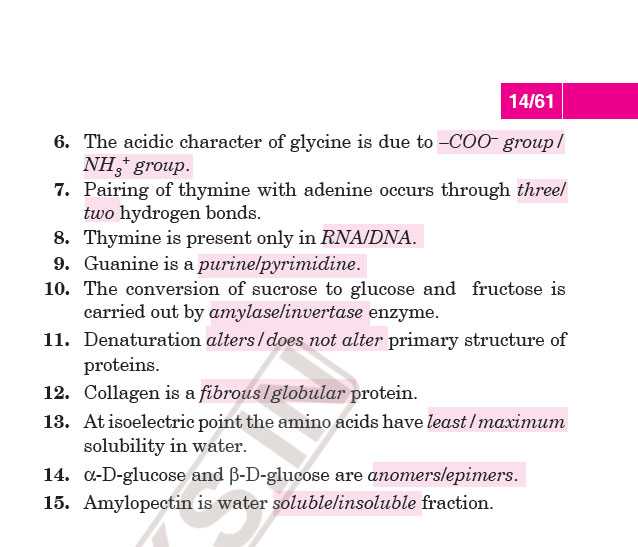 14/61
6. The acidic character of glycine is due to –COO⁻ group/
NH₃⁺ group.
7. Pairing of thymine with adenine occurs through three/
two hydrogen bonds.
8. Thymine is present only in RNA/DNA.
9. Guanine is a purine/pyrimidine.
10. The conversion of sucrose to glucose and fructose is
carried out by amylase/invertase enzyme.
11. Denaturation alters/does not alter primary structure of
proteins.
12. Collagen is a fibrous/globular protein.
13. At isoelectric point the amino acids have least/maximum
solubility in water.
14. α-D-glucose and β-D-glucose are anomers/epimers.
15. Amylopectin is water soluble/insoluble fraction.